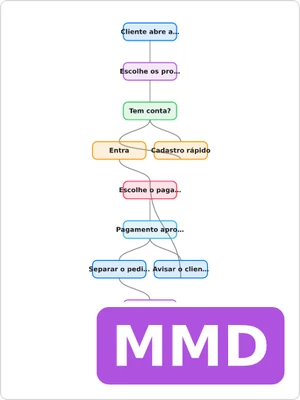 Cliente abre a...
Escolhe os pro...
Tem conta?
Entra
Cadastro rápido
Escolhe o paga...
Pagamento apro...
Separar o pedi...
Avisar o clien...
MMD